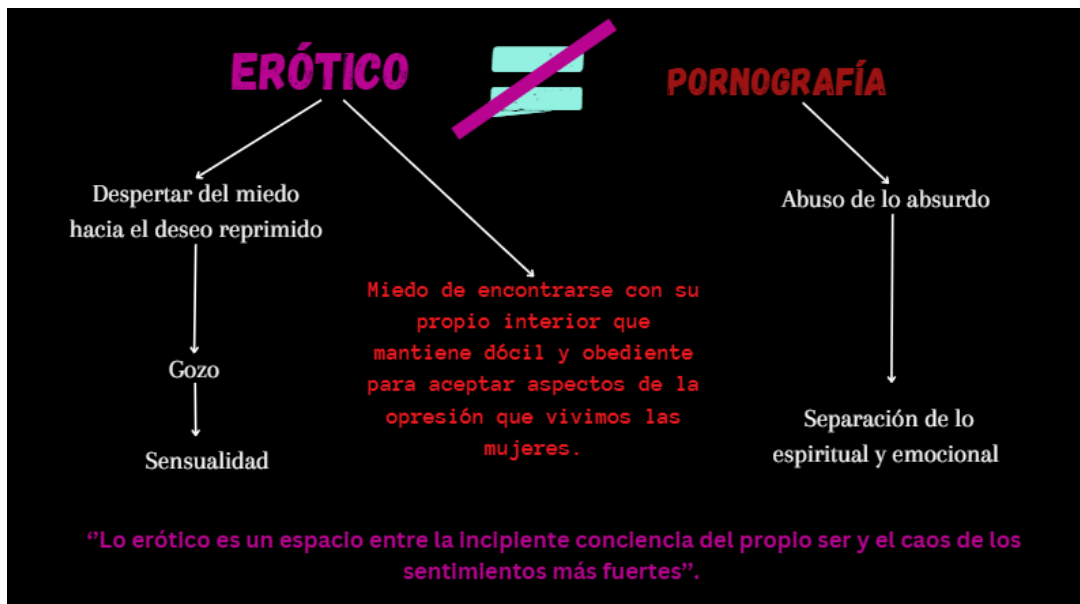 ERÓTICO
PORNOGRAFÍA
Despertar del miedo
hacia el deseo reprimido
Gozo
Sensualidad
Miedo de encontrarse con su
propio interior que
mantiene dócil y obediente
para aceptar aspectos de la
opresión que vivimos las
mujeres.
Abuso de lo absurdo
Separación de lo
espiritual y emocional
‘’Lo erótico es un espacio entre la incipiente conciencia del propio ser y el caos de los
sentimientos más fuertes’’.